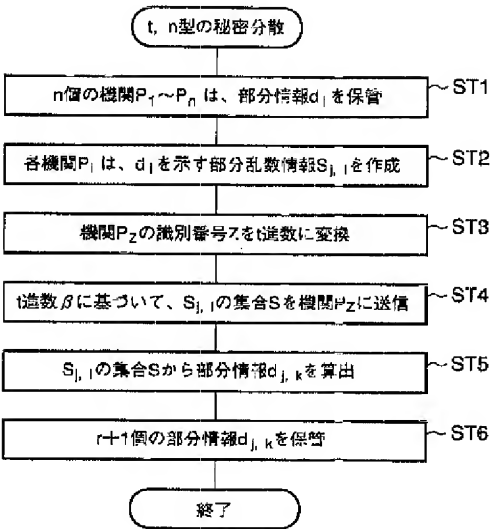 t, n型の秘密分散
n個の機関P1～Pnは、部分情報djを保管
ST1
各機関Pjは、djを示す部分乱数情報Sj, iを作成
ST2
機関PZの識別番号Zをt進数に変換
ST3
t進数βに基づいて、Sj, iの集合Sを機関PZに送信
ST4
Sj, iの集合Sから部分情報dj, kを算出
ST5
r+1個の部分情報dj, kを保管
ST6
終了